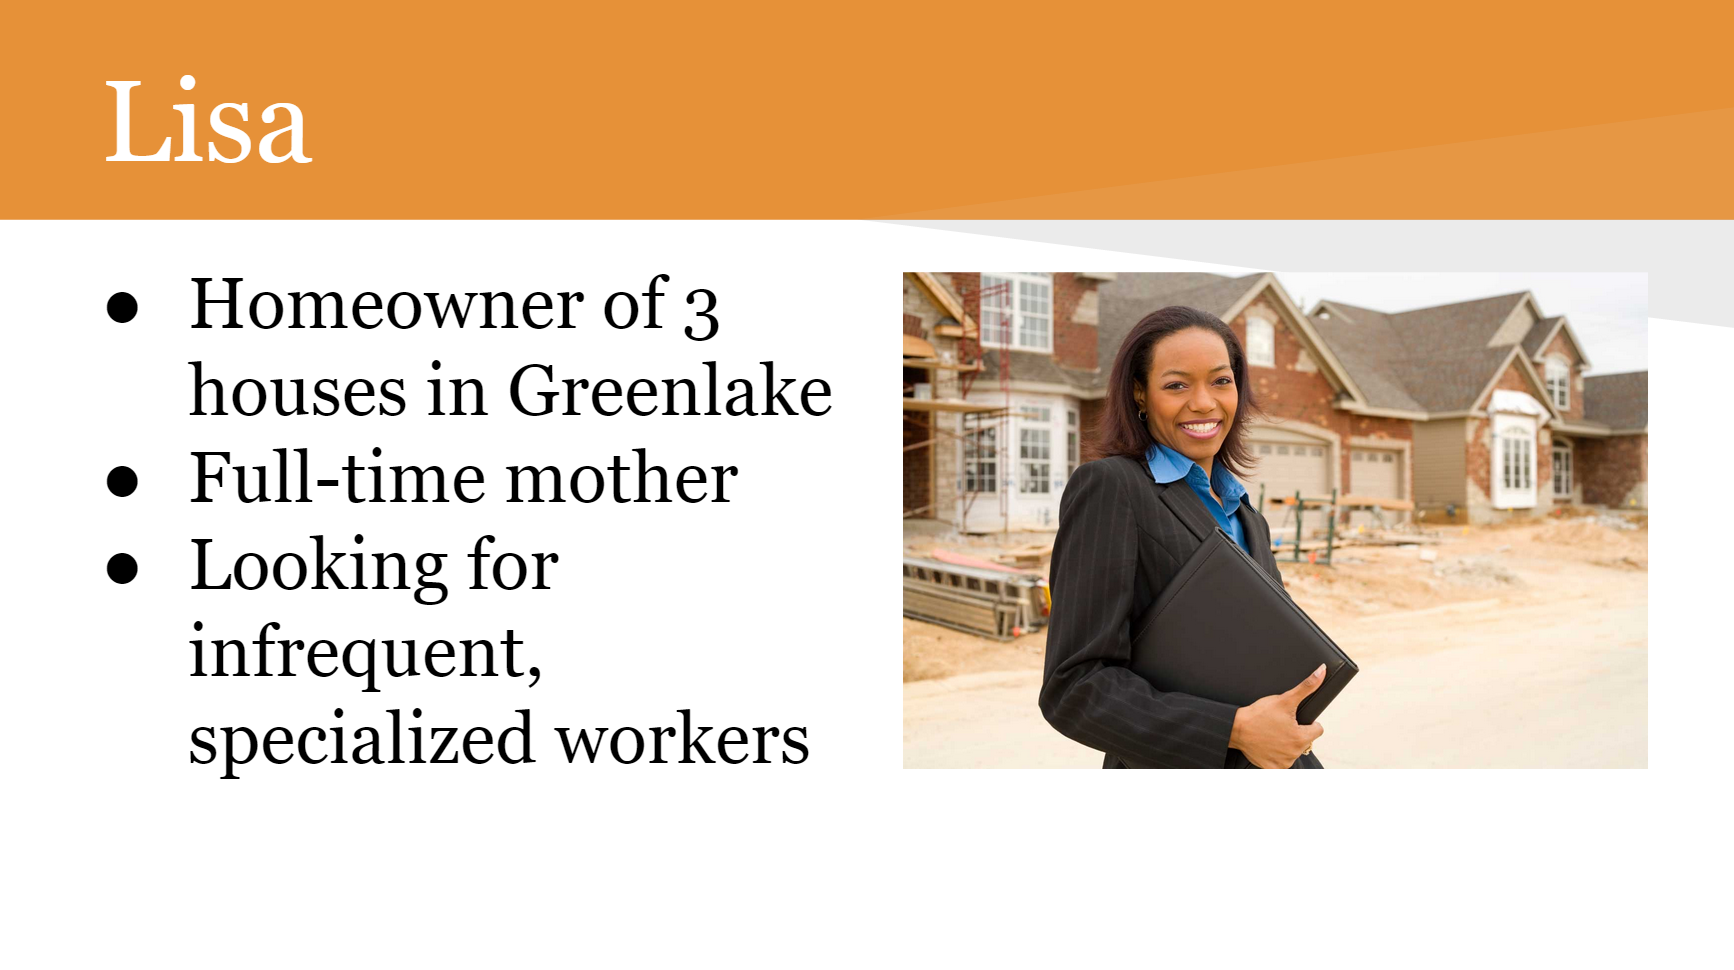 Lisa
● Homeowner of 3
houses in Greenlake
● Full-time mother
● Looking for
infrequent,
specialized workers